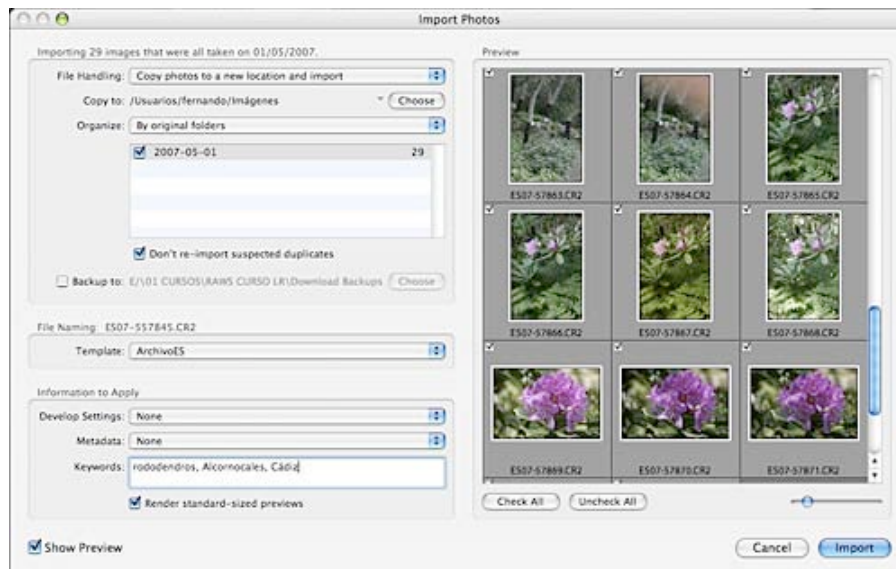 Import Photos
Importing 29 images that were all taken on 01/05/2007.
File Handling: Copy photos to a new location and import
Copy to: /Usuarios/fernando/Imágenes Choose
Organize: By original folders
2007-05-01 29
Don't re-import suspected duplicates
Backup to: E/\01 CURSOS\RAWS CURSO LR\Download Backups Choose
File Naming: ES07-557845.CR2
Template: ArchivoES
Information to Apply
Develop Settings: None
Metadata: None
Keywords: rododendros, Alcornocales, Cádiz
Render standard-sized previews
Show Preview
Preview
ES07-57863.CR2 ES07-57864.CR2 ES07-57865.CR2
ES07-57866.CR2 ES07-57867.CR2 ES07-57868.CR2
ES07-57869.CR2 ES07-57870.CR2 ES07-57871.CR2
Check All Uncheck All
Cancel Import